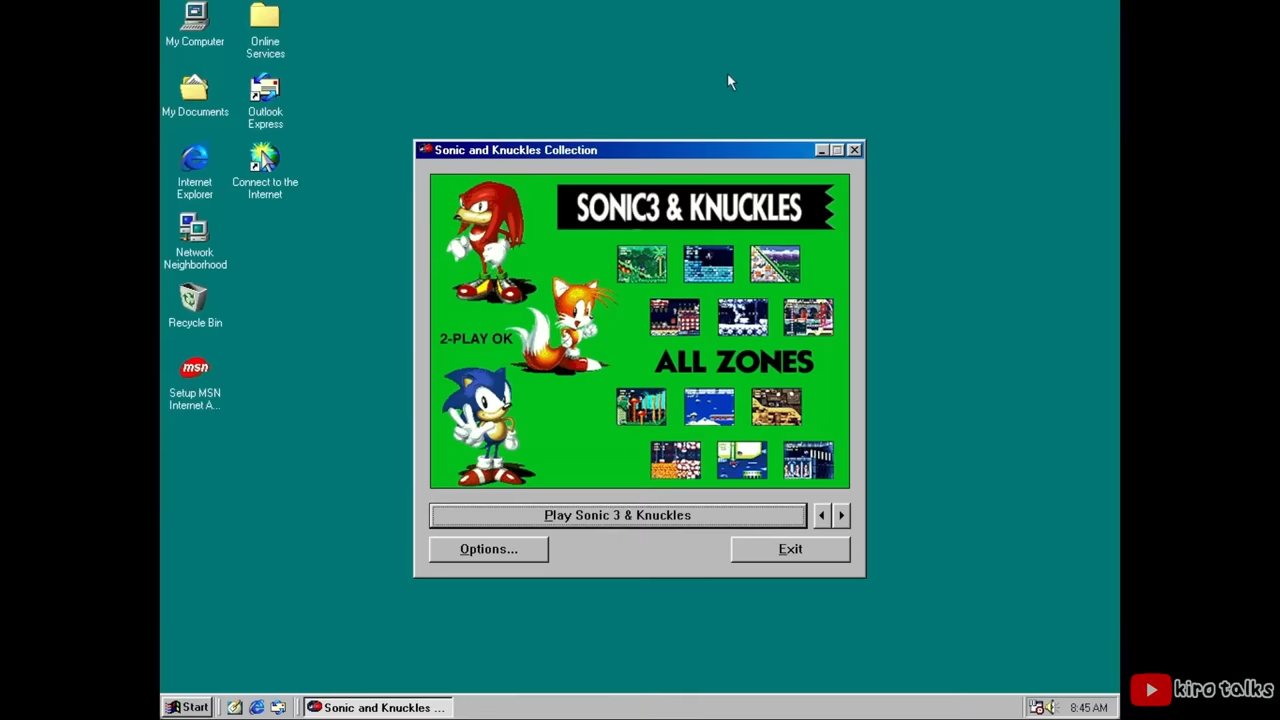 My Computer
Online
Services
My Documents
Outlook
Express
Internet
Explorer
Connect to the
Internet
Network
Neighborhood
Recycle Bin
msn
Setup MSN
Internet A...
Sonic and Knuckles Collection
SONIC3 & KNUCKLES
2-PLAY OK
ALL ZONES
Play Sonic 3 & Knuckles
Options...
Exit
Start
Sonic and Knuckles ...
8:45 AM
kiro talks